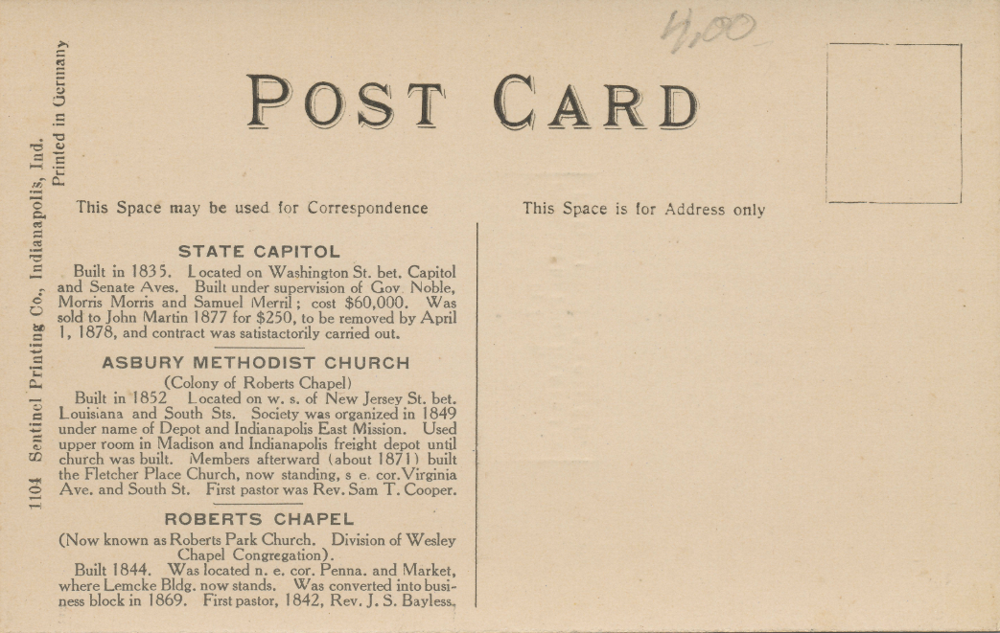 4.00
POST CARD
1104 Sentinel Printing Co., Indianapolis, Ind.
Printed in Germany
This Space may be used for Correspondence
This Space is for Address only
STATE CAPITOL
Built in 1835. Located on Washington St. bet. Capitol
and Senate Aves. Built under supervision of Gov. Noble,
Morris Morris and Samuel Merril; cost $60,000. Was
sold to John Martin 1877 for $250, to be removed by April
1, 1878, and contract was satistactorily carried out.
ASBURY METHODIST CHURCH
(Colony of Roberts Chapel)
Built in 1852 Located on w. s. of New Jersey St. bet.
Louisiana and South Sts. Society was organized in 1849
under name of Depot and Indianapolis East Mission. Used
upper room in Madison and Indianapolis freight depot until
church was built. Members afterward (about 1871) built
the Fletcher Place Church, now standing, s e. cor. Virginia
Ave. and South St. First pastor was Rev. Sam T. Cooper.
ROBERTS CHAPEL
(Now known as Roberts Park Church. Division of Wesley
Chapel Congregation).
Built 1844. Was located n. e. cor. Penna. and Market,
where Lemcke Bldg. now stands. Was converted into busi-
ness block in 1869. First pastor, 1842, Rev. J. S. Bayless.